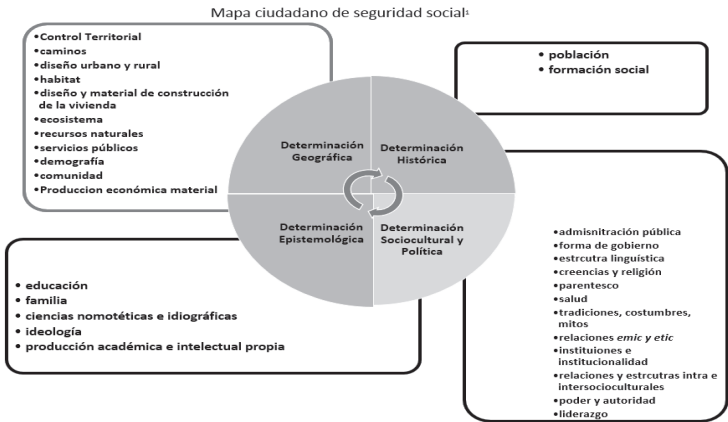 Mapa ciudadano de seguridad social¹
•Control Territorial
•caminos
•diseño urbano y rural
•habitat
•diseño y material de construcción
de la vivienda
•ecosistema
•recursos naturales
•servicios públicos
•demografía
•comunidad
•Produccion económica material
• población
• formación social
Determinación
Geográfica
Determinación
Histórica
Determinación
Epistemológica
Determinación
Sociocultural y
Política
• educación
• familia
• ciencias nomotéticas e idiográficas
• ideología
• producción académica e intelectual propia
•admisnitración pública
•forma de gobierno
•estrcutra linguística
•creencias y religión
•parentesco
•salud
•tradiciones, costumbres,
mitos
•relaciones emic y etic
•instituiones e
institucionalidad
•relaciones y estrcutras intra e
intersocioculturales
•poder y autoridad
•liderazgo